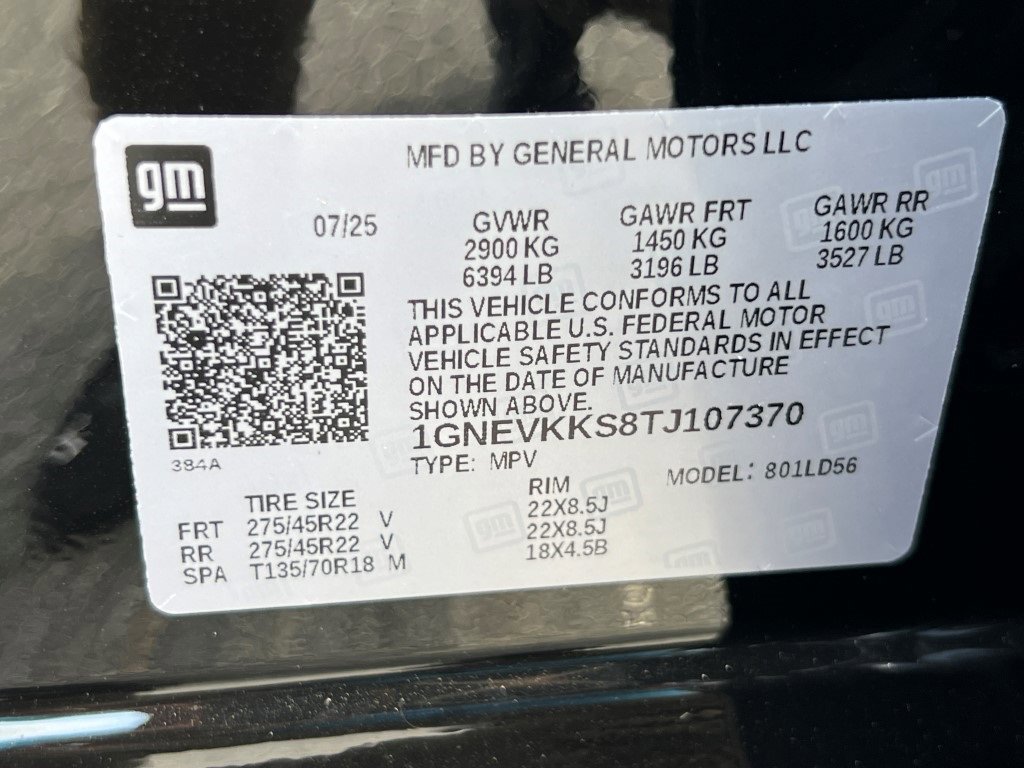 gm
MFD BY GENERAL MOTORS LLC
07/25
GVWR GAWR FRT GAWR RR
2900 KG 1450 KG 1600 KG
6394 LB 3196 LB 3527 LB
THIS VEHICLE CONFORMS TO ALL
APPLICABLE U.S. FEDERAL MOTOR
VEHICLE SAFETY STANDARDS IN EFFECT
ON THE DATE OF MANUFACTURE
SHOWN ABOVE.
1GNEVKKS8TJ107370
384A
TYPE: MPV MODEL: 801LD56
TIRE SIZE RIM
FRT 275/45R22 V 22X8.5J
RR 275/45R22 V 22X8.5J
SPA T135/70R18 M 18X4.5B